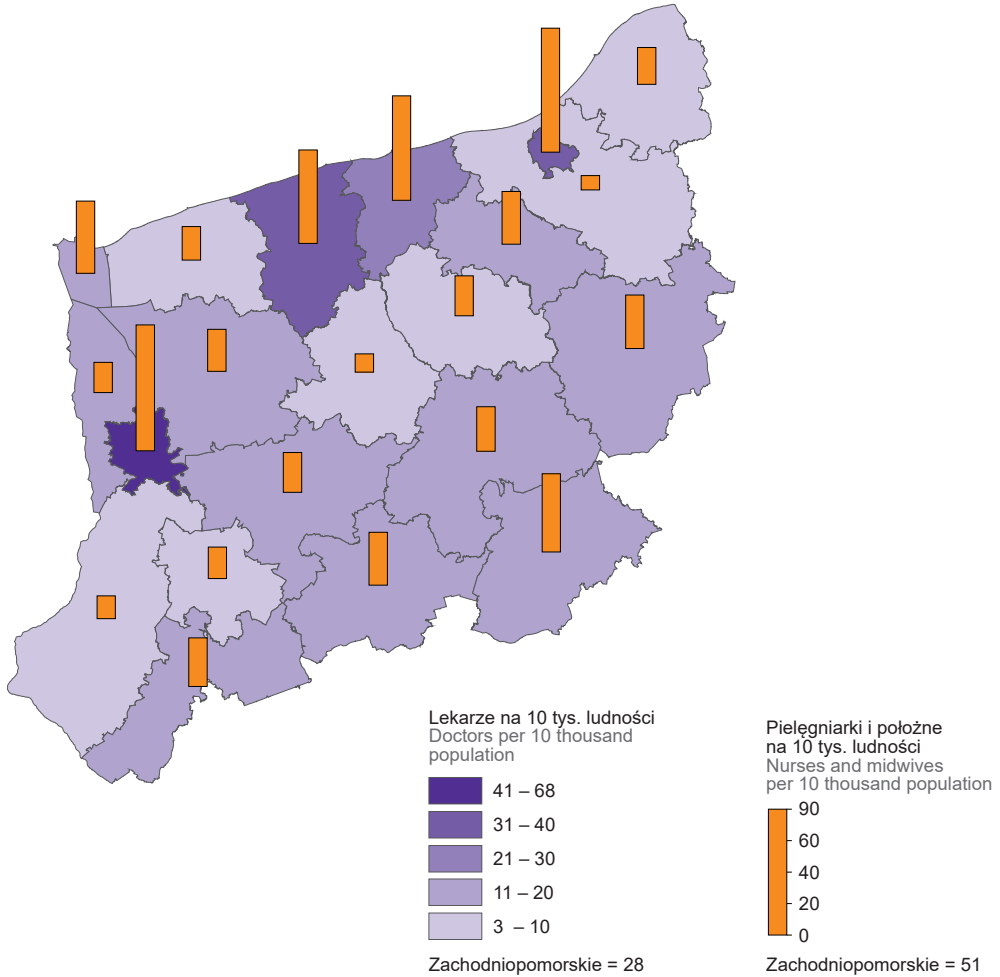 Lekarze na 10 tys. ludności
Doctors per 10 thousand
population
41 – 68
31 – 40
21 – 30
11 – 20
3 – 10
Zachodniopomorskie = 28
Pielęgniarki i położne
na 10 tys. ludności
Nurses and midwives
per 10 thousand population
90
60
40
20
0
Zachodniopomorskie = 51